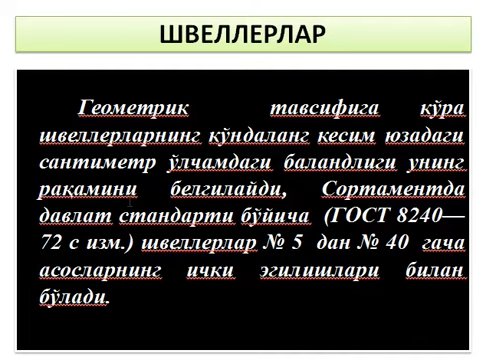 ШВЕЛЛЕРЛАР
Геометрик тавсифига кўра
швеллерларнинг кўндаланг кесим юзадаги
сантиметр ўлчамдаги баландлиги унинг
рақамини белгилайди, Сортаментда
давлат стандарти бўйича (ГОСТ 8240—
72 с изм.) швеллерлар № 5 дан № 40 гача
асосларнинг ички эгилишлари билан
бўлади.